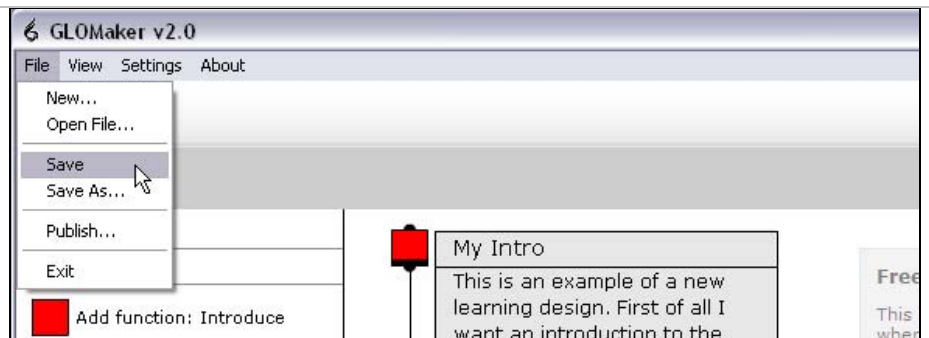 GLOMaker v2.0
File View Settings About
New...
Open File...
Save
Save As...
Publish...
Exit
Add function: Introduce
My Intro
This is an example of a new
learning design. First of all I
want an introduction to the
Free
This
when